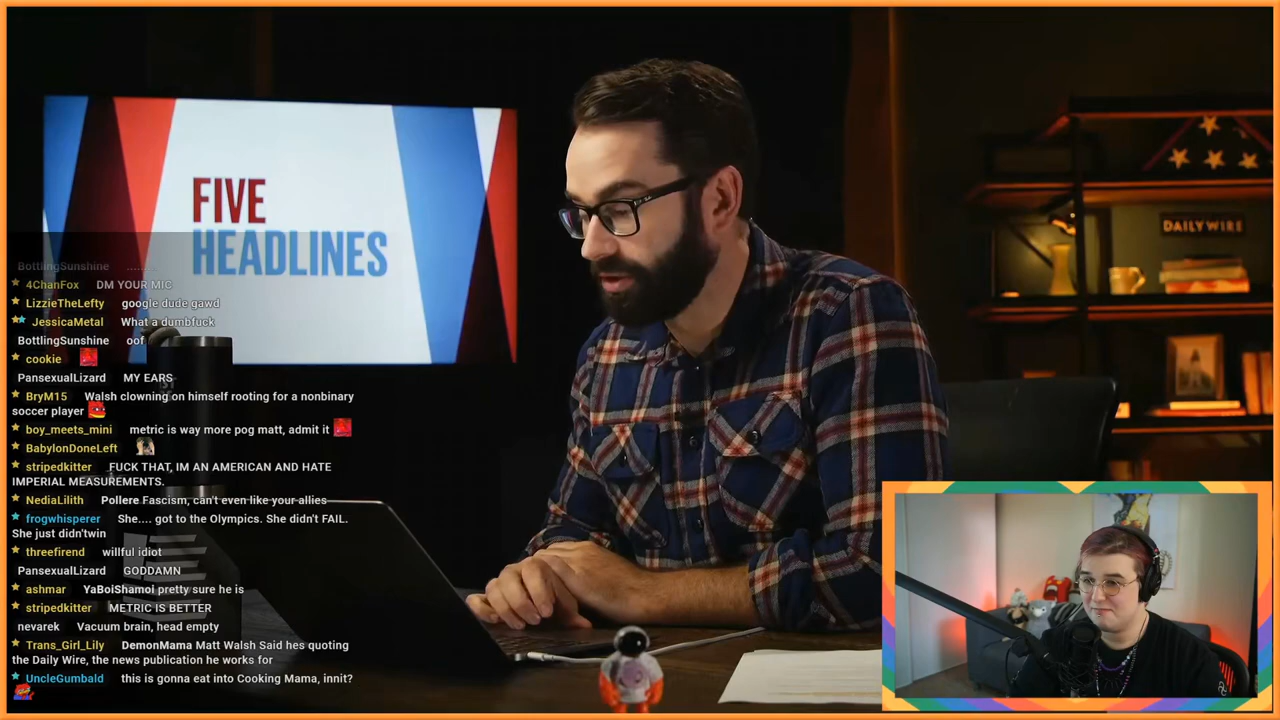 FIVE
HEADLINES
DAILYWIRE
BottlingSunshine ........
4ChanFox DM YOUR MIC
LizzieTheLefty google dude gawd
JessicaMetal What a dumbfuck
BottlingSunshine oof
cookie
PansexualLizard MY EARS
BryM15 Walsh clowning on himself rooting for a nonbinary
soccer player
boy_meets_mini metric is way more pog matt, admit it
BabylonDoneLeft
stripedkitter FUCK THAT, IM AN AMERICAN AND HATE
IMPERIAL MEASUREMENTS.
NediaLilith Pollere Fascism, can't even like your allies
frogwhisperer She.... got to the Olympics. She didn't FAIL.
She just didn'twin
threefirend willful idiot
PansexualLizard GODDAMN
ashmar YaBoiShamoi pretty sure he is
stripedkitter METRIC IS BETTER
nevarek Vacuum brain, head empty
Trans_Girl_Lily DemonMama Matt Walsh Said hes quoting
the Daily Wire, the news publication he works for
UncleGumbald this is gonna eat into Cooking Mama, innit?